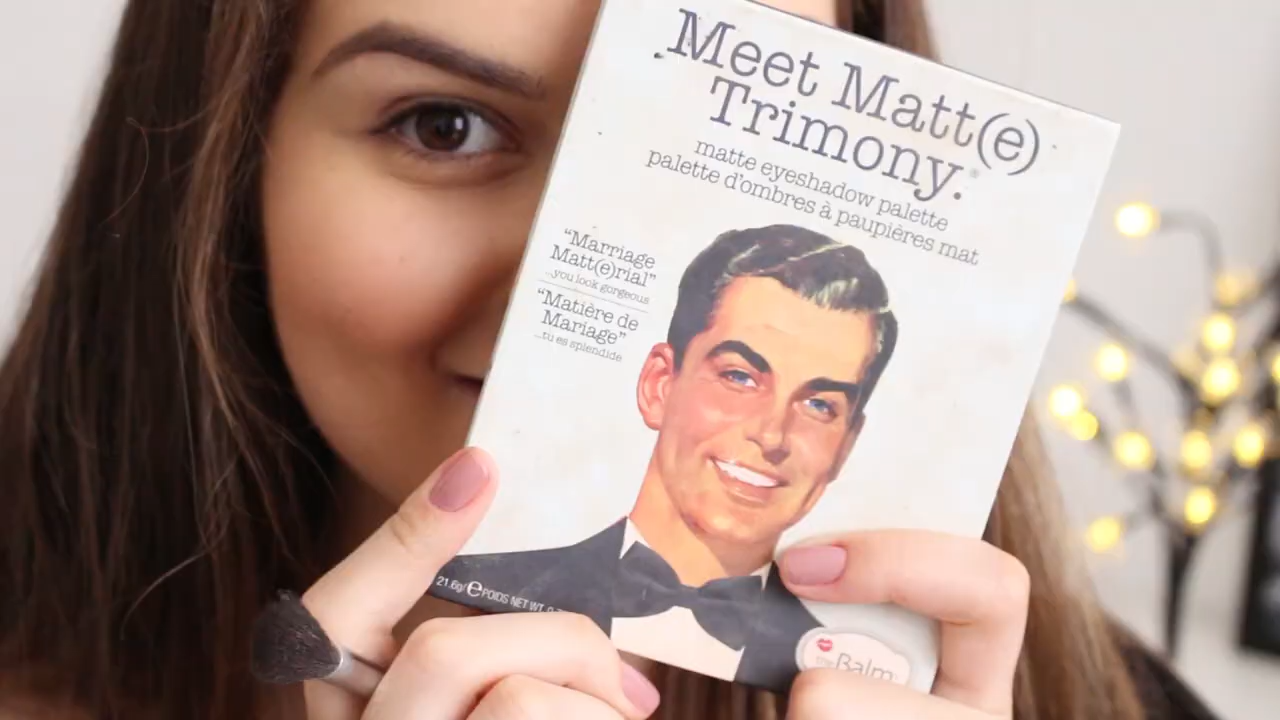 Meet Matt(e)
Trimony.®
matte eyeshadow palette
palette d'ombres à paupières mat
"Marriage
Matt(e)rial"
...you look gorgeous
"Matière de
Mariage"
...tu es splendide
21.6g/℮ POIDS NET WT.
theBalm